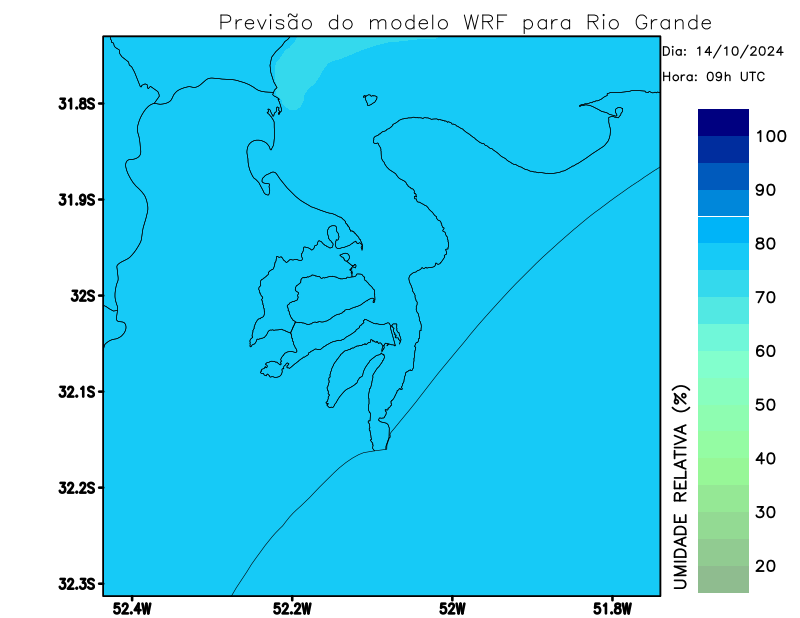 Previsão do modelo WRF para Rio Grande
Dia: 14/10/2024
Hora: 09h UTC
31.8S
31.9S
32S
32.1S
32.2S
32.3S
52.4W
52.2W
52W
51.8W
100
90
80
70
60
50
40
30
20
UMIDADE RELATIVA (%)